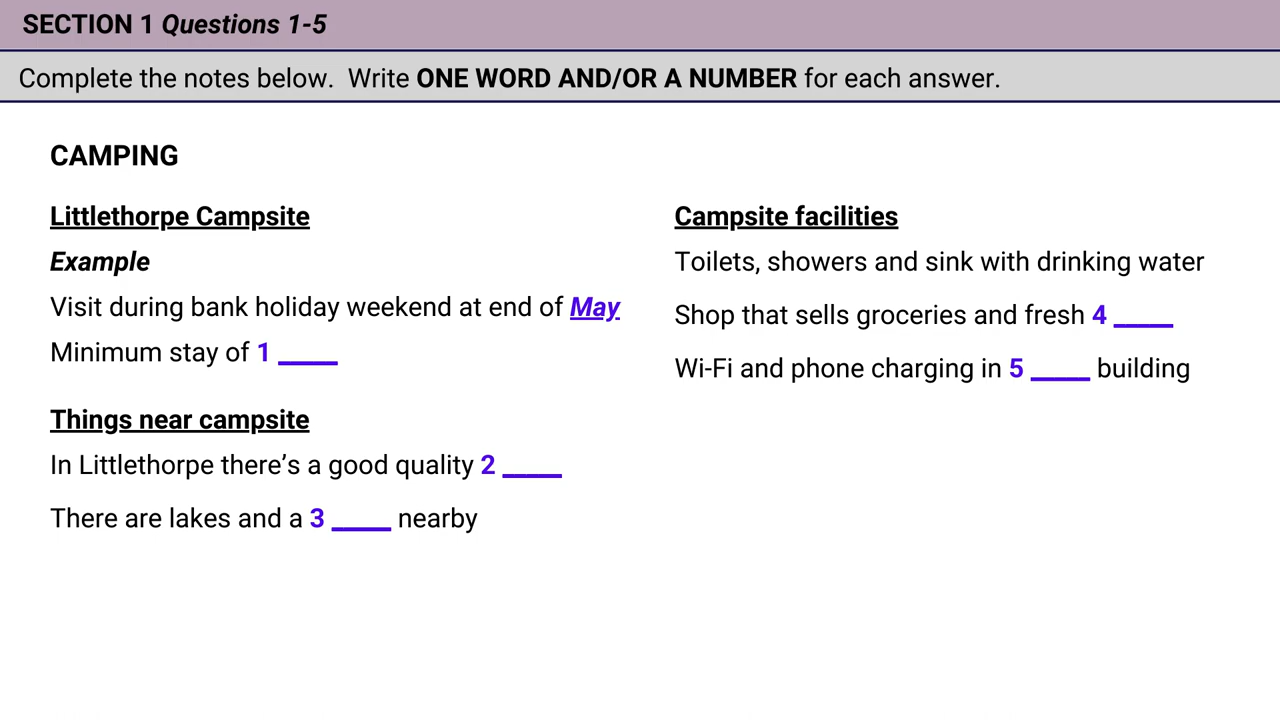 SECTION 1 Questions 1-5
Complete the notes below. Write ONE WORD AND/OR A NUMBER for each answer.
CAMPING
Littlethorpe Campsite
Example
Visit during bank holiday weekend at end of May
Minimum stay of 1 _____
Things near campsite
In Littlethorpe there’s a good quality 2 _____
There are lakes and a 3 _____ nearby
Campsite facilities
Toilets, showers and sink with drinking water
Shop that sells groceries and fresh 4 _____
Wi-Fi and phone charging in 5 _____ building